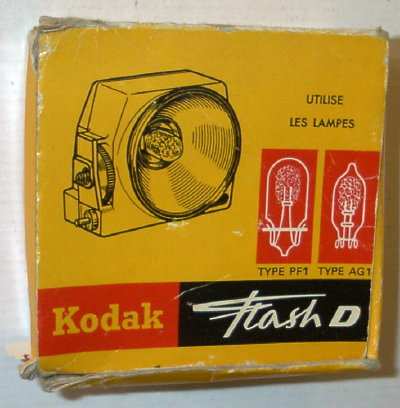 UTILISE
LES LAMPES
TYPE PF1 TYPE AG1
Kodak Flash D